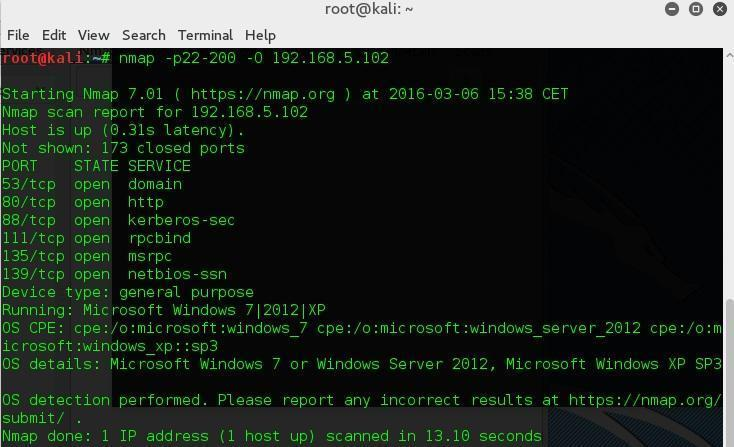 root@kali: ~
File Edit View Search Terminal Help
root@kali:~# nmap -p22-200 -O 192.168.5.102
Starting Nmap 7.01 ( https://nmap.org ) at 2016-03-06 15:38 CET
Nmap scan report for 192.168.5.102
Host is up (0.31s latency).
Not shown: 173 closed ports
PORT STATE SERVICE
53/tcp open domain
80/tcp open http
88/tcp open kerberos-sec
111/tcp open rpcbind
135/tcp open msrpc
139/tcp open netbios-ssn
Device type: general purpose
Running: Microsoft Windows 7|2012|XP
OS CPE: cpe:/o:microsoft:windows_7 cpe:/o:microsoft:windows_server_2012 cpe:/o:m
icrosoft:windows_xp::sp3
OS details: Microsoft Windows 7 or Windows Server 2012, Microsoft Windows XP SP3
OS detection performed. Please report any incorrect results at https://nmap.org/
submit/ .
Nmap done: 1 IP address (1 host up) scanned in 13.10 seconds